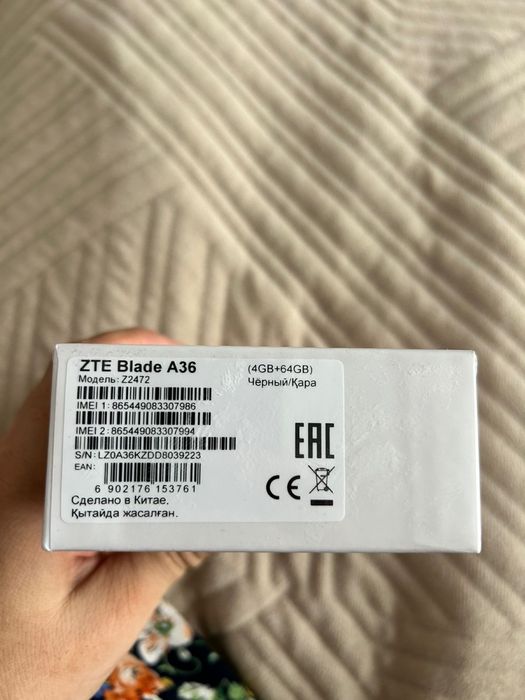 ZTE Blade A36
(4GB+64GB)
Модель: Z2472
Чёрный/Қара
IMEI 1: 865449083307986
IMEI 2: 865449083307994
S/N: LZ0A36KZDD8039223
EAN:
6 902176 153761
Сделано в Китае.
Қытайда жасалған.
EAC
CE